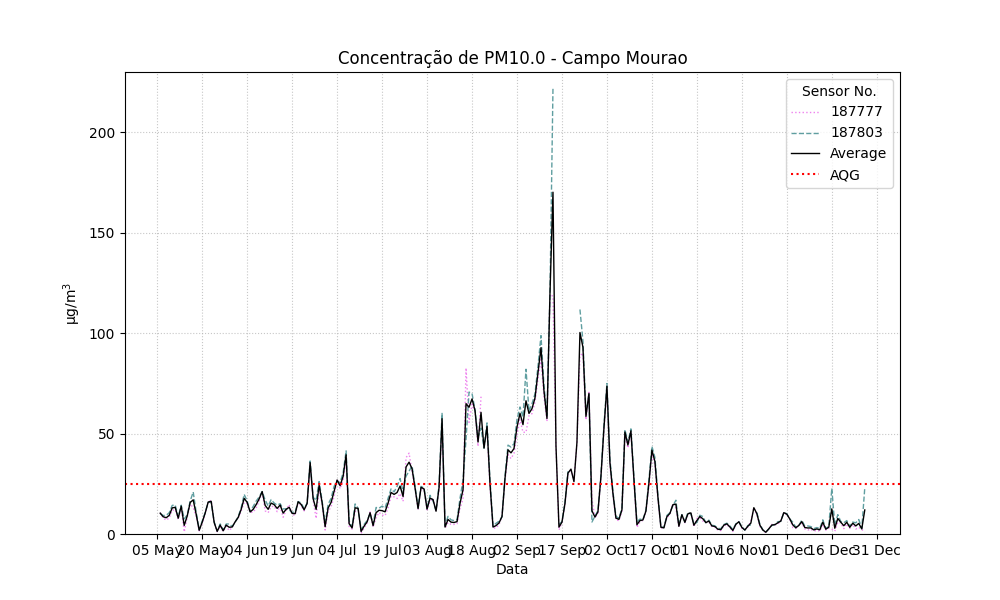 Concentração de PM10.0 - Campo Mourao
Sensor No.
187777
187803
Average
AQG
200
150
100
50
0
µg/m³
05 May 20 May 04 Jun 19 Jun 04 Jul 19 Jul 03 Aug 18 Aug 02 Sep 17 Sep 02 Oct 17 Oct 01 Nov 16 Nov 01 Dec 16 Dec 31 Dec
Data